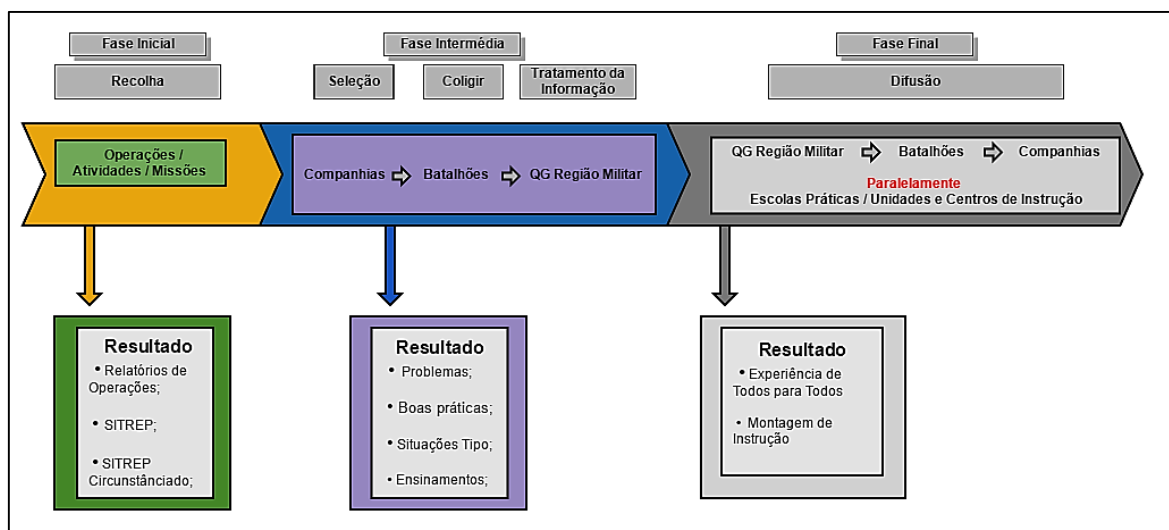 Fase Inicial
Recolha
Fase Intermédia
Seleção
Coligir
Tratamento da
Informação
Fase Final
Difusão
Operações /
Atividades / Missões
Companhias
Batalhões
QG Região Militar
QG Região Militar
Batalhões
Companhias
Paralelamente
Escolas Práticas / Unidades e Centros de Instrução
Resultado
• Relatórios de
Operações;
• SITREP;
• SITREP
Circunstânciado;
Resultado
• Problemas;
• Boas práticas;
• Situações Tipo;
• Ensinamentos;
Resultado
• Experiência de
Todos para Todos
• Montagem de
Instrução